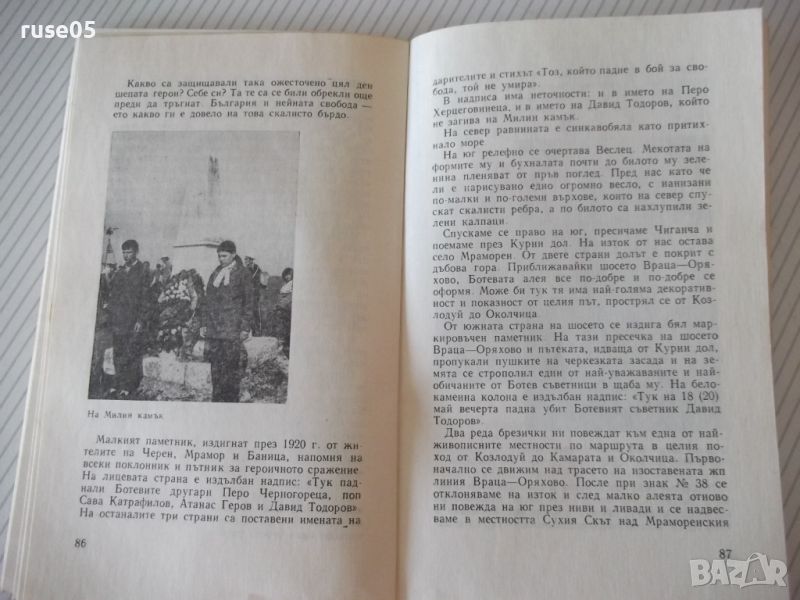 ruse05
Какво са защищавали така ожесточено цял ден
шепата герои? Себе си? Та те са се били обрекли още
преди да тръгнат. България и нейната свобода —
ето какво ги е довело на това скалисто бърдо.
На Милин камък
Малкият паметник, издигнат през 1920 г. от жи-
телите на Черен, Мрамор и Баница, напомня на
всеки поклонник и пътник за героичното сражение.
На лицевата страна е издълбан надпис: «Тук пад-
нали Ботевите другари Перо Черногореца, поп
Сава Катрафилов, Атанас Геров и Давид Тодоров».
На останалите три страни са поставени имената на
86
дарителите и стихът «Тоз, който падне в бой за сво-
бода, той не умира».
В надписа има неточности: и в името на Перо
Херцеговинеца, и в името на Давид Тодоров, който
не загива на Милин камък.
На север равнината е синкавобяла като притих-
нало море.
На юг релефно се очертава Веслец. Мекотата на
формите му и бухналата почти до билото му зеле-
нина пленяват от пръв поглед. Пред нас като че
ли е нарисувано едно огромно весло, с нанизани
по-малки и по-големи върхове, които на север спус-
кат скалисти ребра, а по билото са нахлупили зе-
лени калпаци.
Спускаме се право на юг, пресичаме Чиганча и
поемаме през Курии дол. На изток от нас остава
село Мраморен. От двете страни долът е покрит с
дъбова гора. Приближавайки шосето Враца—Оря-
хово, Ботевата алея все по-добре и по-добре се
оформя. Може би тук тя има най-голяма декоратив-
ност и показност от целия път, прострял се от Коз-
лодуй до Околчица.
От южната страна на шосето се издига бял мар-
кировъчен паметник. На тази пресечка на шосето
Враца—Оряхово и пътеката, идваща от Курии дол,
пропукали пушките на черкезката засада и на зе-
мята се строполил един от най-уважаваните и най-
обичаните от Ботев съветници в щаба му. На бело-
каменна колона е издълбан надпис: «Тук на 18 (20)
май вечерта падна убит Ботевият съветник Давид
Тодоров».
Два реда брезички ни повеждат към една от най-
живописните местности по маршрута в целия по-
ход от Козлодуй до Камарата и Околчица. Първо-
начално се движим над трасето на изоставената жп
линия Враца—Оряхово. После при знак № 38 се
отклоняваме на изток и след малко алеята отново
ни повежда на юг през ниви и ливади и се надвес-
ваме в местността Сухия Скът над Мраморенския
87
BAZAR